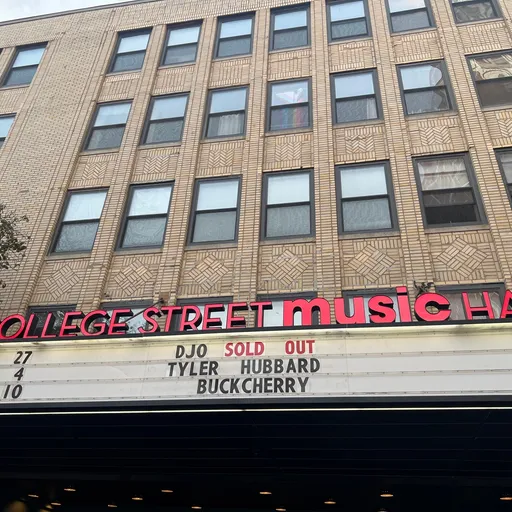 OLLEGE STREET music HA
27 DJO SOLD OUT
4 TYLER HUBBARD
10 BUCKCHERRY